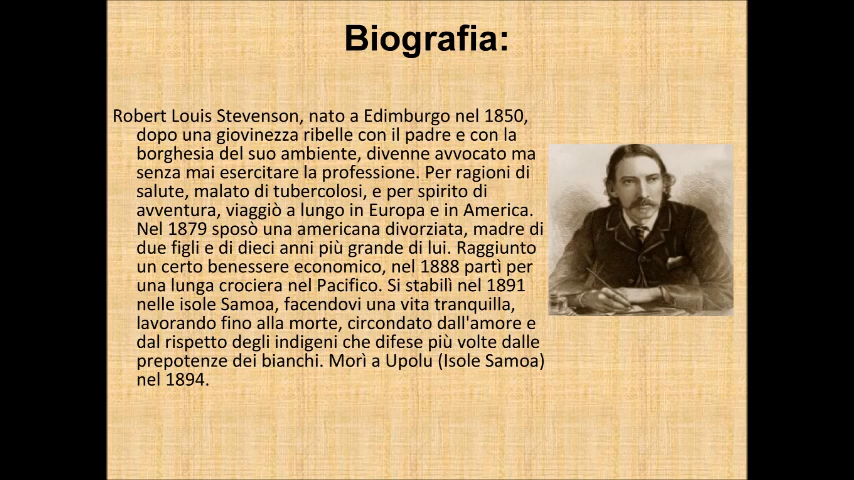 Biografia:
Robert Louis Stevenson, nato a Edimburgo nel 1850,
dopo una giovinezza ribelle con il padre e con la
borghesia del suo ambiente, divenne avvocato ma
senza mai esercitare la professione. Per ragioni di
salute, malato di tubercolosi, e per spirito di
avventura, viaggiò a lungo in Europa e in America.
Nel 1879 sposò una americana divorziata, madre di
due figli e di dieci anni più grande di lui. Raggiunto
un certo benessere economico, nel 1888 partì per
una lunga crociera nel Pacifico. Si stabilì nel 1891
nelle isole Samoa, facendovi una vita tranquilla,
lavorando fino alla morte, circondato dall'amore e
dal rispetto degli indigeni che difese più volte dalle
prepotenze dei bianchi. Morì a Upolu (Isole Samoa)
nel 1894.